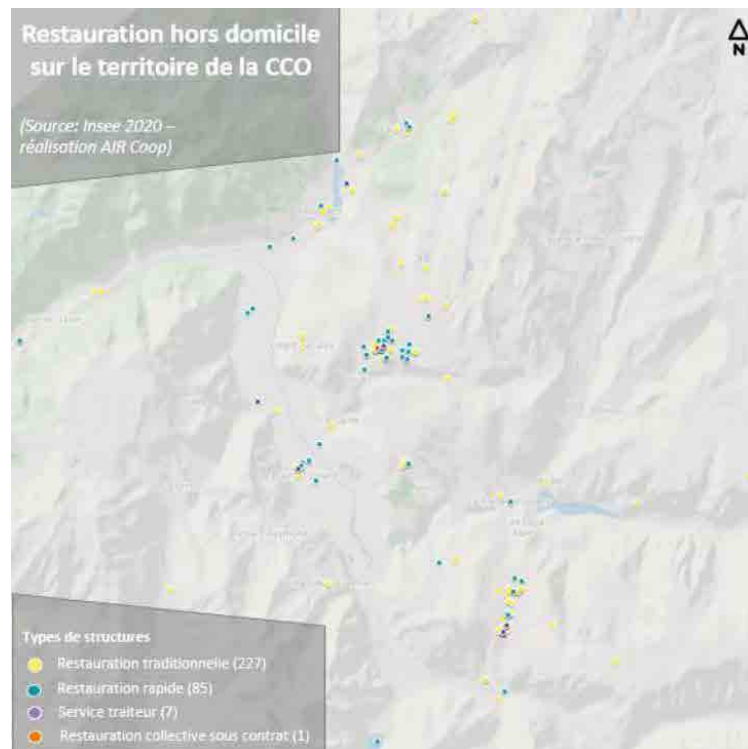 Restauration hors domicile
sur le territoire de la CCO
N
(Source: Insee 2020 –
réalisation AIR Coop)
Types de structures
Restauration traditionnelle (227)
Restauration rapide (85)
Service traiteur (7)
Restauration collective sous contrat (1)